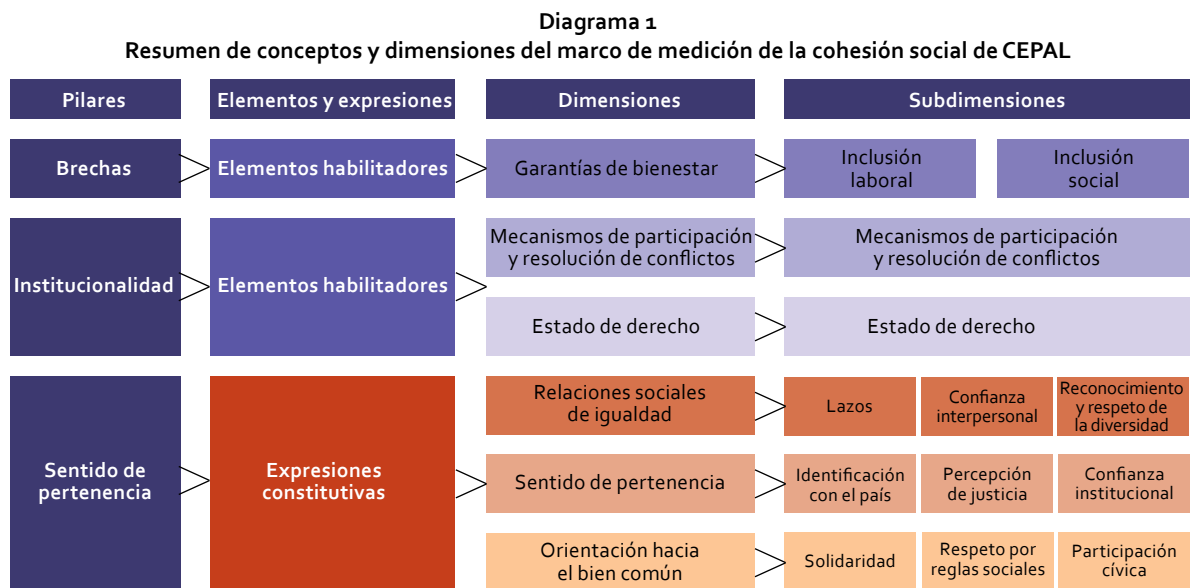 Diagrama 1
Resumen de conceptos y dimensiones del marco de medición de la cohesión social de CEPAL
Pilares
Elementos y expresiones
Dimensiones
Subdimensiones
Brechas
Elementos habilitadores
Garantías de bienestar
Inclusión
laboral
Inclusión
social
Institucionalidad
Elementos habilitadores
Mecanismos de participación
y resolución de conflictos
Mecanismos de participación
y resolución de conflictos
Estado de derecho
Estado de derecho
Sentido de
pertenencia
Expresiones
constitutivas
Relaciones sociales
de igualdad
Lazos
Confianza
interpersonal
Reconocimiento
y respeto de
la diversidad
Sentido de pertenencia
Identificación
con el país
Percepción
de justicia
Confianza
institucional
Orientación hacia
el bien común
Solidaridad
Respeto por
reglas sociales
Participación
cívica